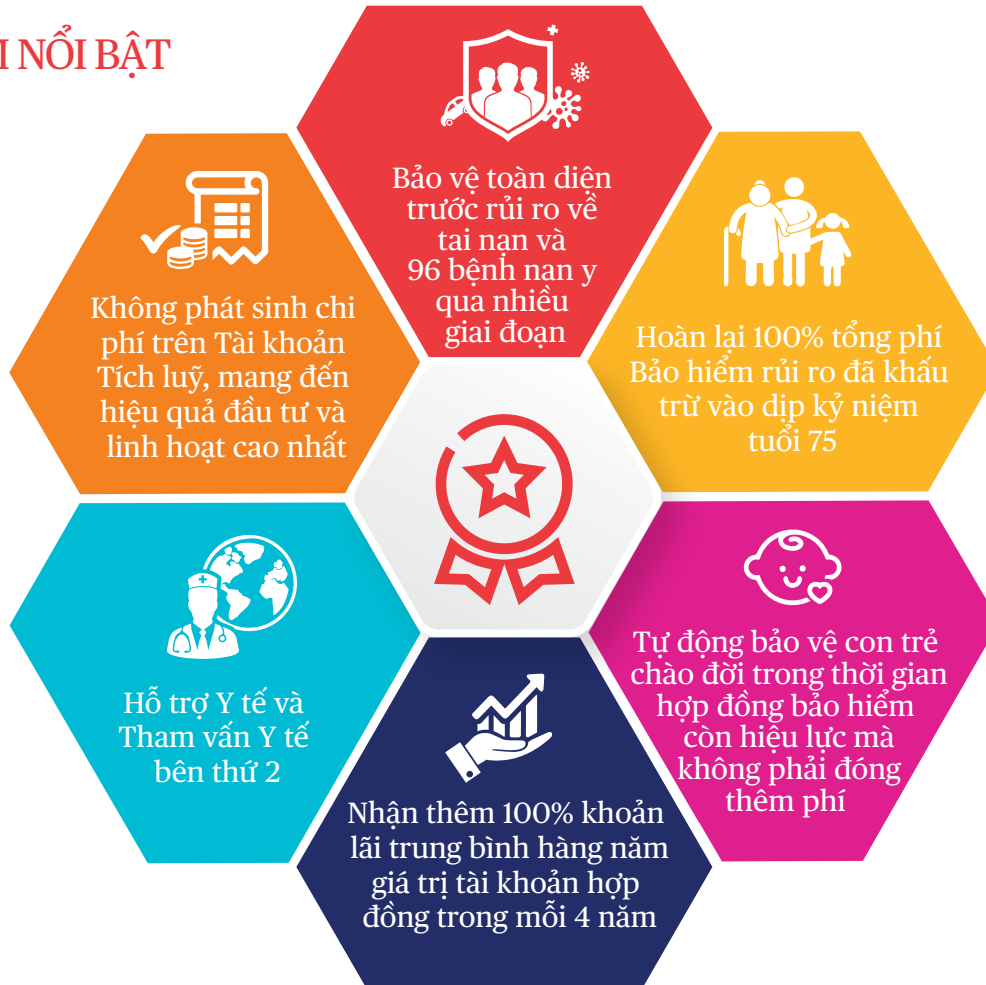 I NỔI BẬT
Bảo vệ toàn diện
trước rủi ro về
tai nạn và
96 bệnh nan y
qua nhiều
giai đoạn
Không phát sinh chi
phí trên Tài khoản
Tích luỹ, mang đến
hiệu quả đầu tư và
linh hoạt cao nhất
Hoàn lại 100% tổng phí
Bảo hiểm rủi ro đã khấu
trừ vào dịp kỷ niệm
tuổi 75
Hỗ trợ Y tế và
Tham vấn Y tế
bên thứ 2
Tự động bảo vệ con trẻ
chào đời trong thời gian
hợp đồng bảo hiểm
còn hiệu lực mà
không phải đóng
thêm phí
Nhận thêm 100% khoản
lãi trung bình hàng năm
giá trị tài khoản hợp
đồng trong mỗi 4 năm